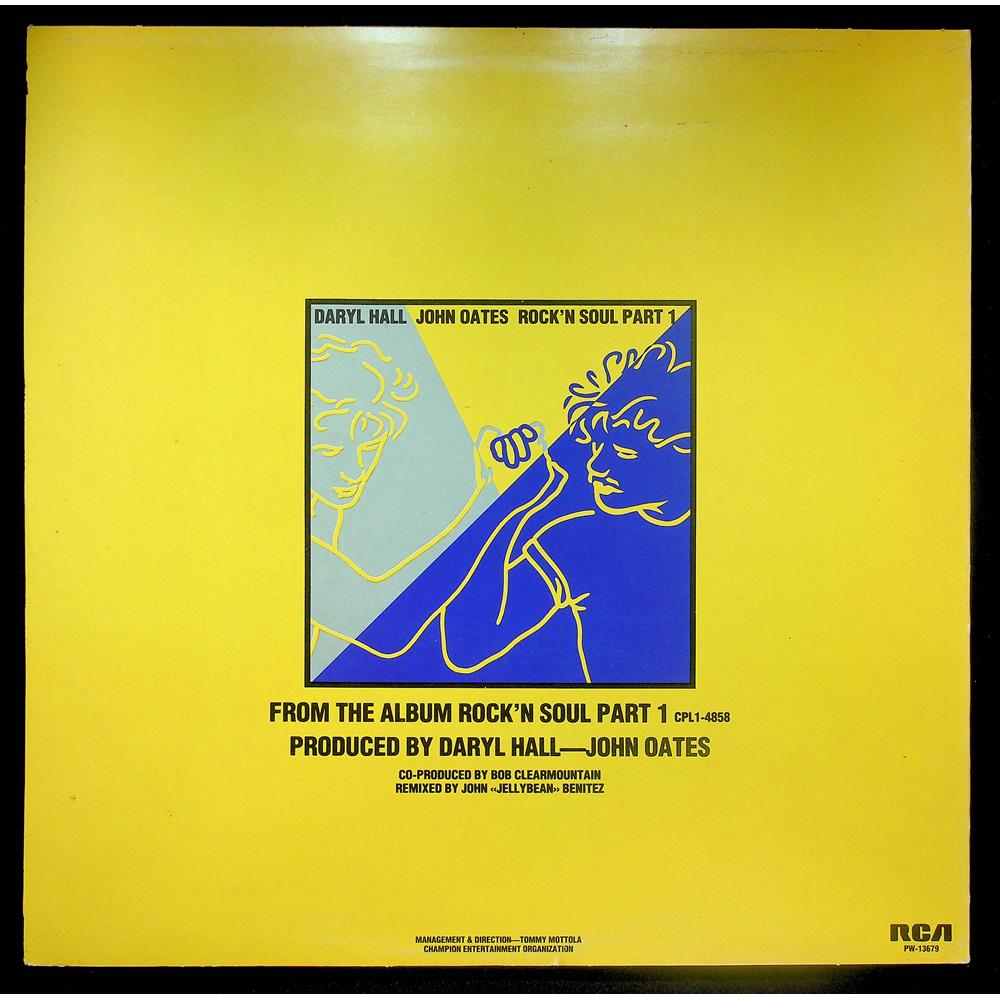 DARYL HALL JOHN OATES ROCK'N SOUL PART 1
FROM THE ALBUM ROCK'N SOUL PART 1 CPL1-4858
PRODUCED BY DARYL HALL—JOHN OATES
CO-PRODUCED BY BOB CLEARMOUNTAIN
REMIXED BY JOHN «JELLYBEAN» BENITEZ
MANAGEMENT & DIRECTION—TOMMY MOTTOLA
CHAMPION ENTERTAINMENT ORGANIZATION
RCA
PW-13679